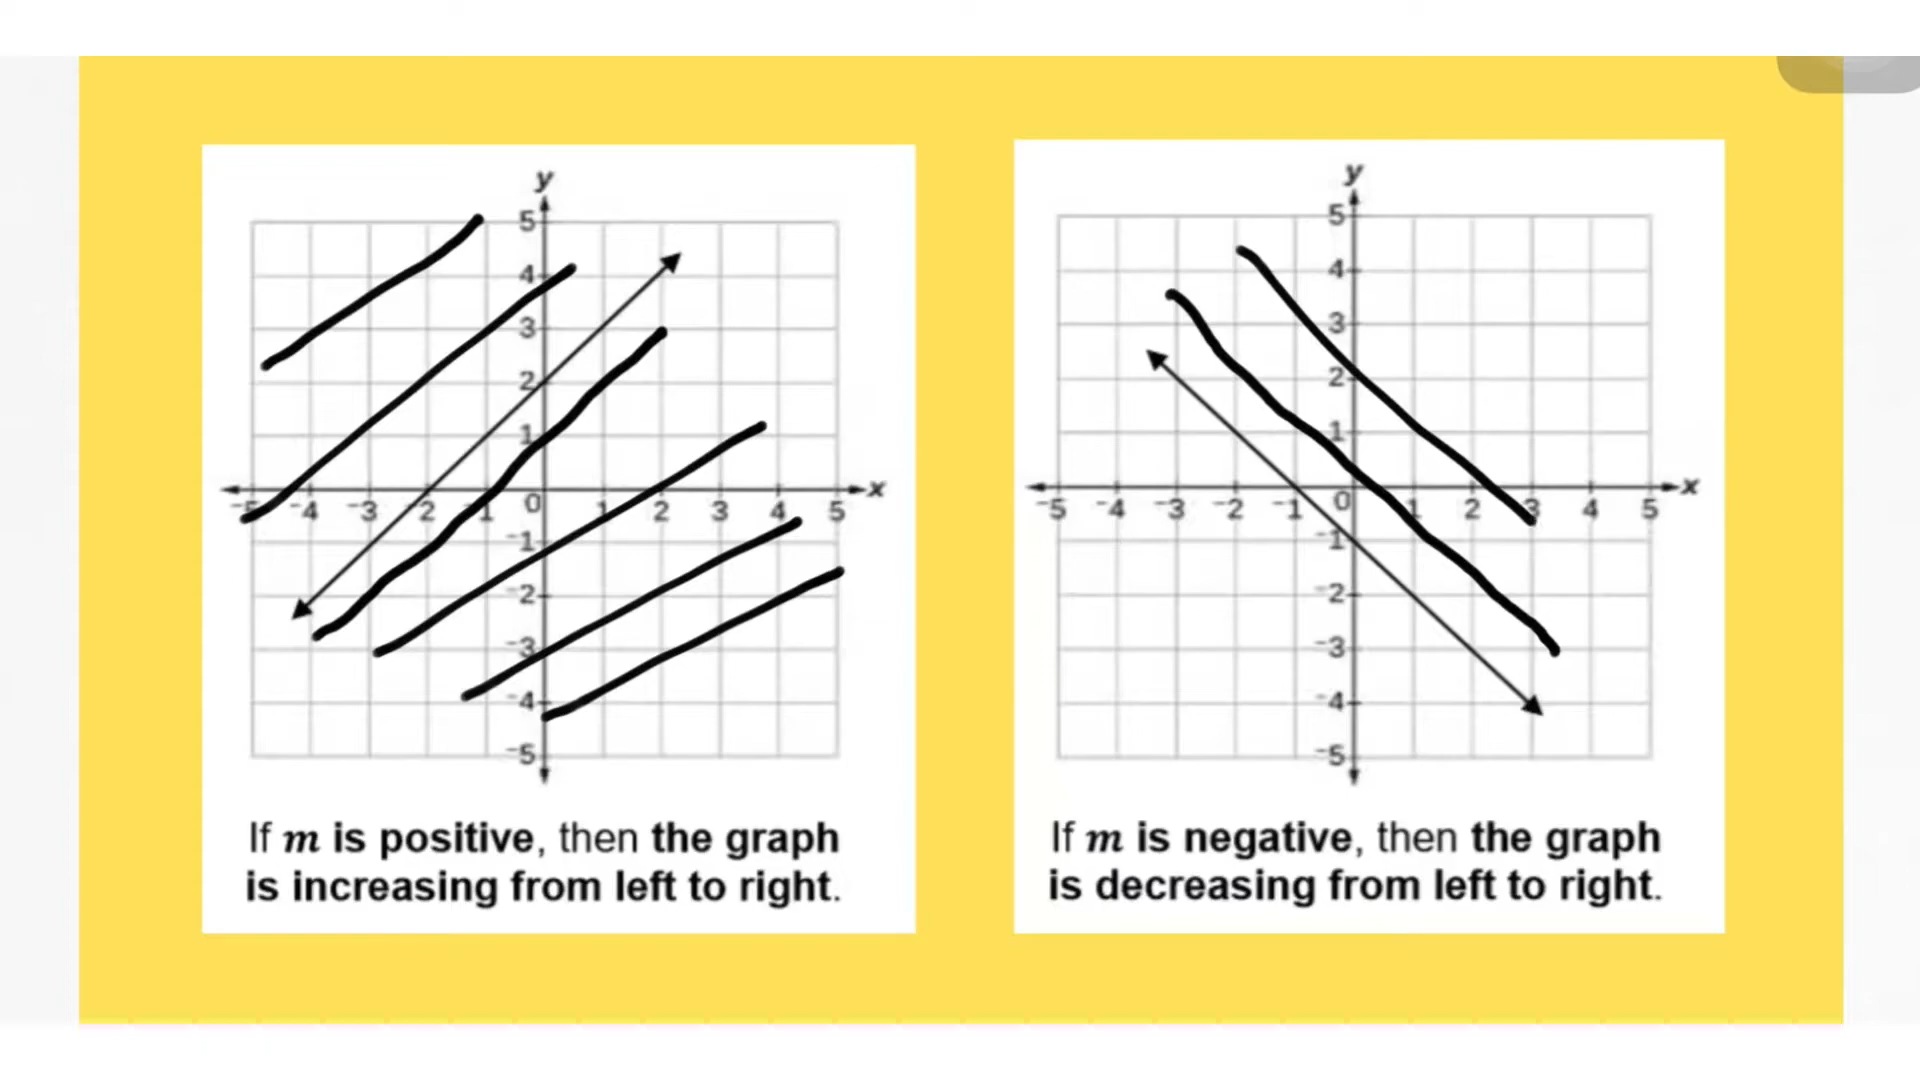 y
5
4
3
2
1
-5 -4 -3 -2 -1 0 1 2 3 4 5 x
-1
-2
-3
-4
-5
If m is positive, then the graph
is increasing from left to right.
y
5
4
3
2
1
-5 -4 -3 -2 -1 0 1 2 3 4 5 x
-1
-2
-3
-4
-5
If m is negative, then the graph
is decreasing from left to right.